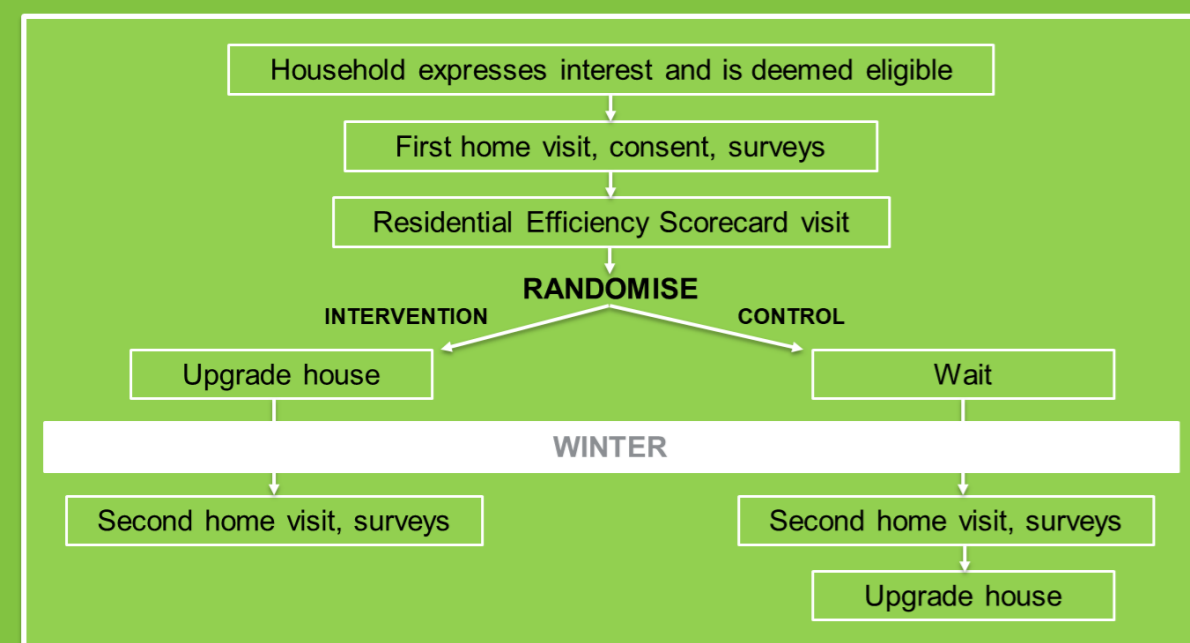 Household expresses interest and is deemed eligible
First home visit, consent, surveys
Residential Efficiency Scorecard visit
RANDOMISE
INTERVENTION
CONTROL
Upgrade house
Wait
WINTER
Second home visit, surveys
Second home visit, surveys
Upgrade house